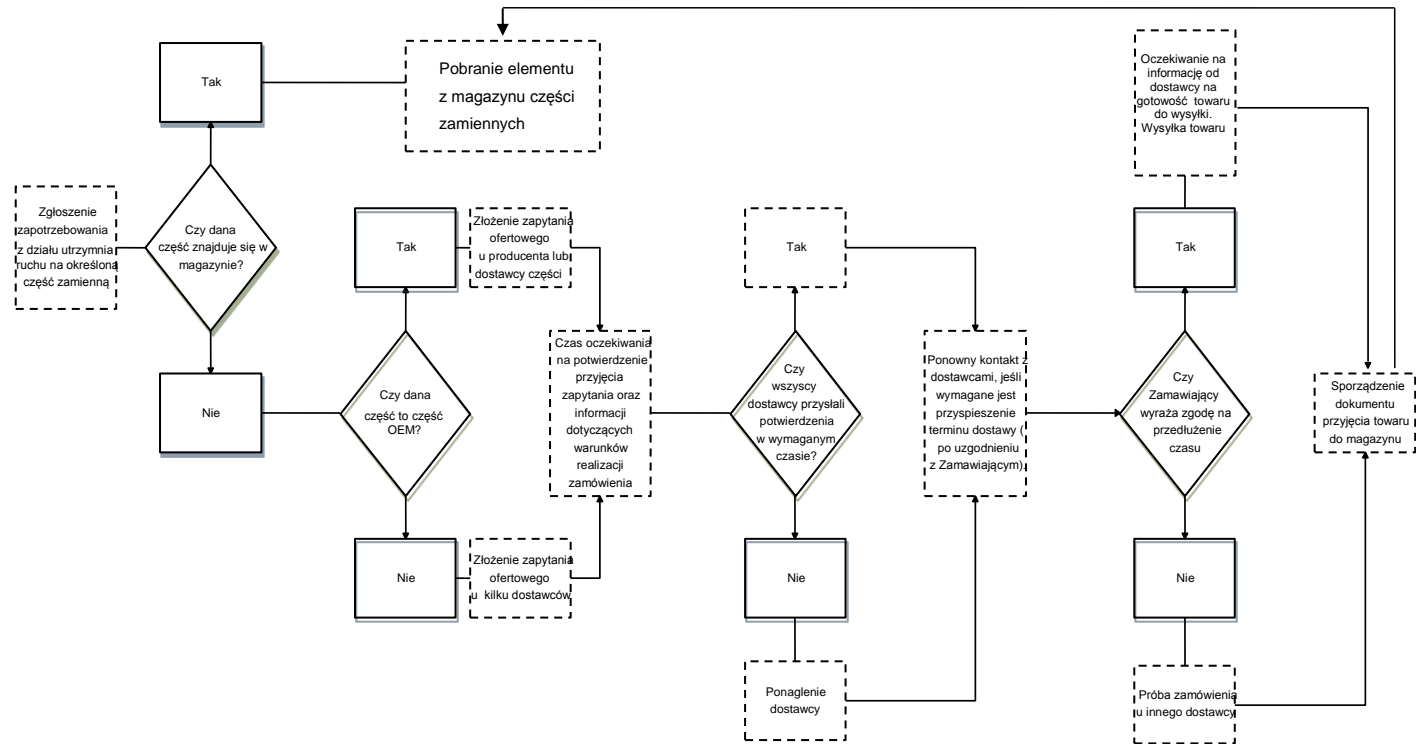 Tak
Pobranie elementu
z magazynu części
zamiennych
Oczekiwanie na
informację od
dostawcy na
gotowość towaru
do wysyłki.
Wysyłka towaru
Zgłoszenie
zapotrzebowania
z działu utrzymnia
ruchu na określoną
część zamienną
Czy dana
część znajduje się w
magazynie?
Tak
Złożenie zapytania
ofertowego
u producenta lub
dostawcy części
Tak
Tak
Nie
Czy dana
część to część
OEM?
Czas oczekiwania
na potwierdzenie
przyjęcia
zapytania oraz
informacji
dotyczących
warunków
realizacji
zamówienia
Czy
wszyscy
dostawcy przysłali
potwierdzenia
w wymaganym
czasie?
Ponowny kontakt z
dostawcami, jeśli
wymagane jest
przyspieszenie
terminu dostawy (
po uzgodnieniu
z Zamawiającym).
Czy
Zamawiający
wyraża zgodę na
przedłużenie
czasu
Sporządzenie
dokumentu
przyjęcia towaru
do magazynu
Nie
Złożenie zapytania
ofertowego
u kilku dostawców
Nie
Nie
Ponaglenie
dostawcy
Próba zamówienia
u innego dostawcy